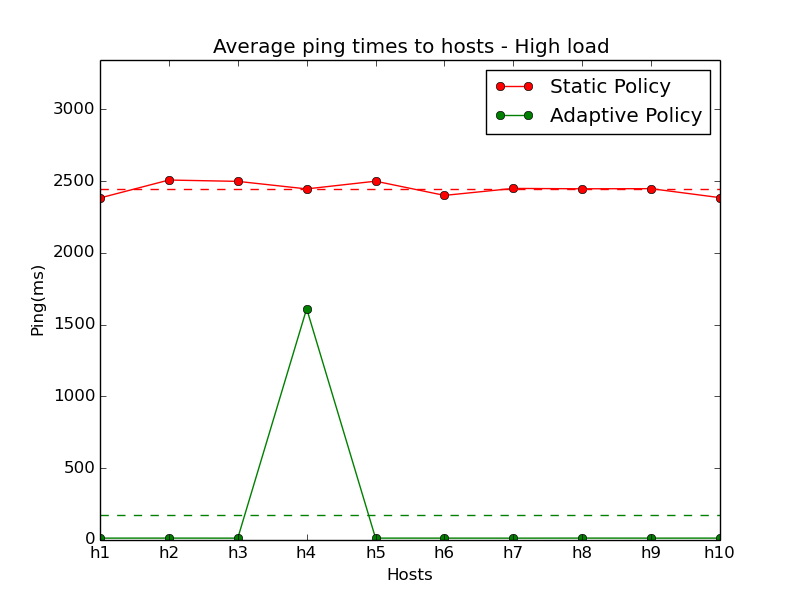 Average ping times to hosts - High load
Static Policy
Adaptive Policy
3000
2500
2000
1500
1000
500
0
Ping(ms)
h1 h2 h3 h4 h5 h6 h7 h8 h9 h10
Hosts